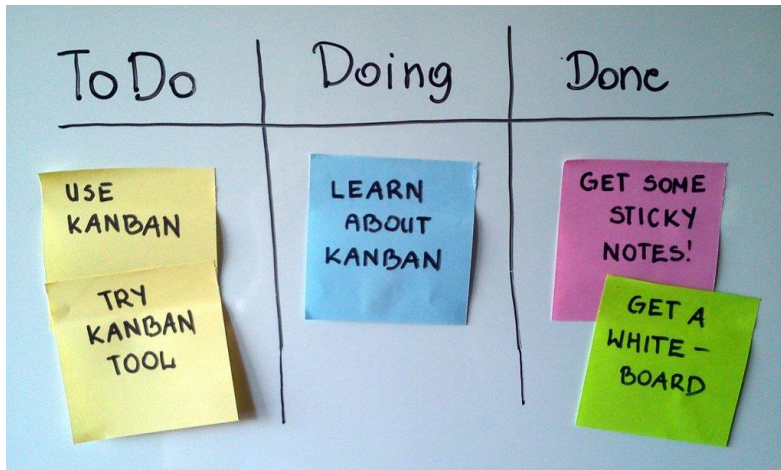 To Do
Doing
Done
USE
KANBAN
TRY
KANBAN
TOOL
LEARN
ABOUT
KANBAN
GET SOME
STICKY
NOTES!
GET A
WHITE-
BOARD